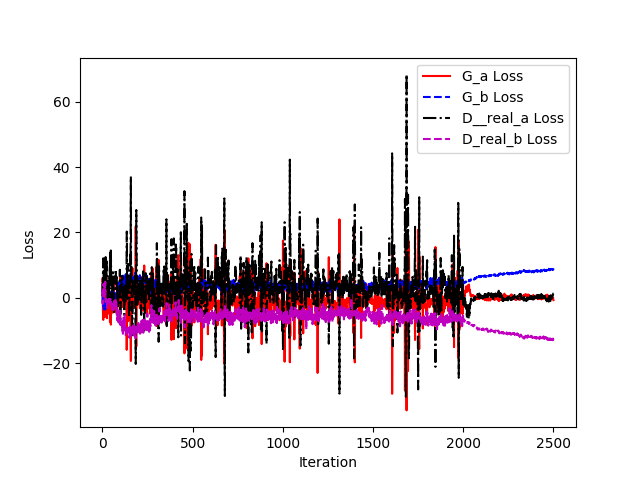 G_a Loss
G_b Loss
D__real_a Loss
D_real_b Loss
60
40
20
0
−20
Loss
0
500
1000
1500
2000
2500
Iteration